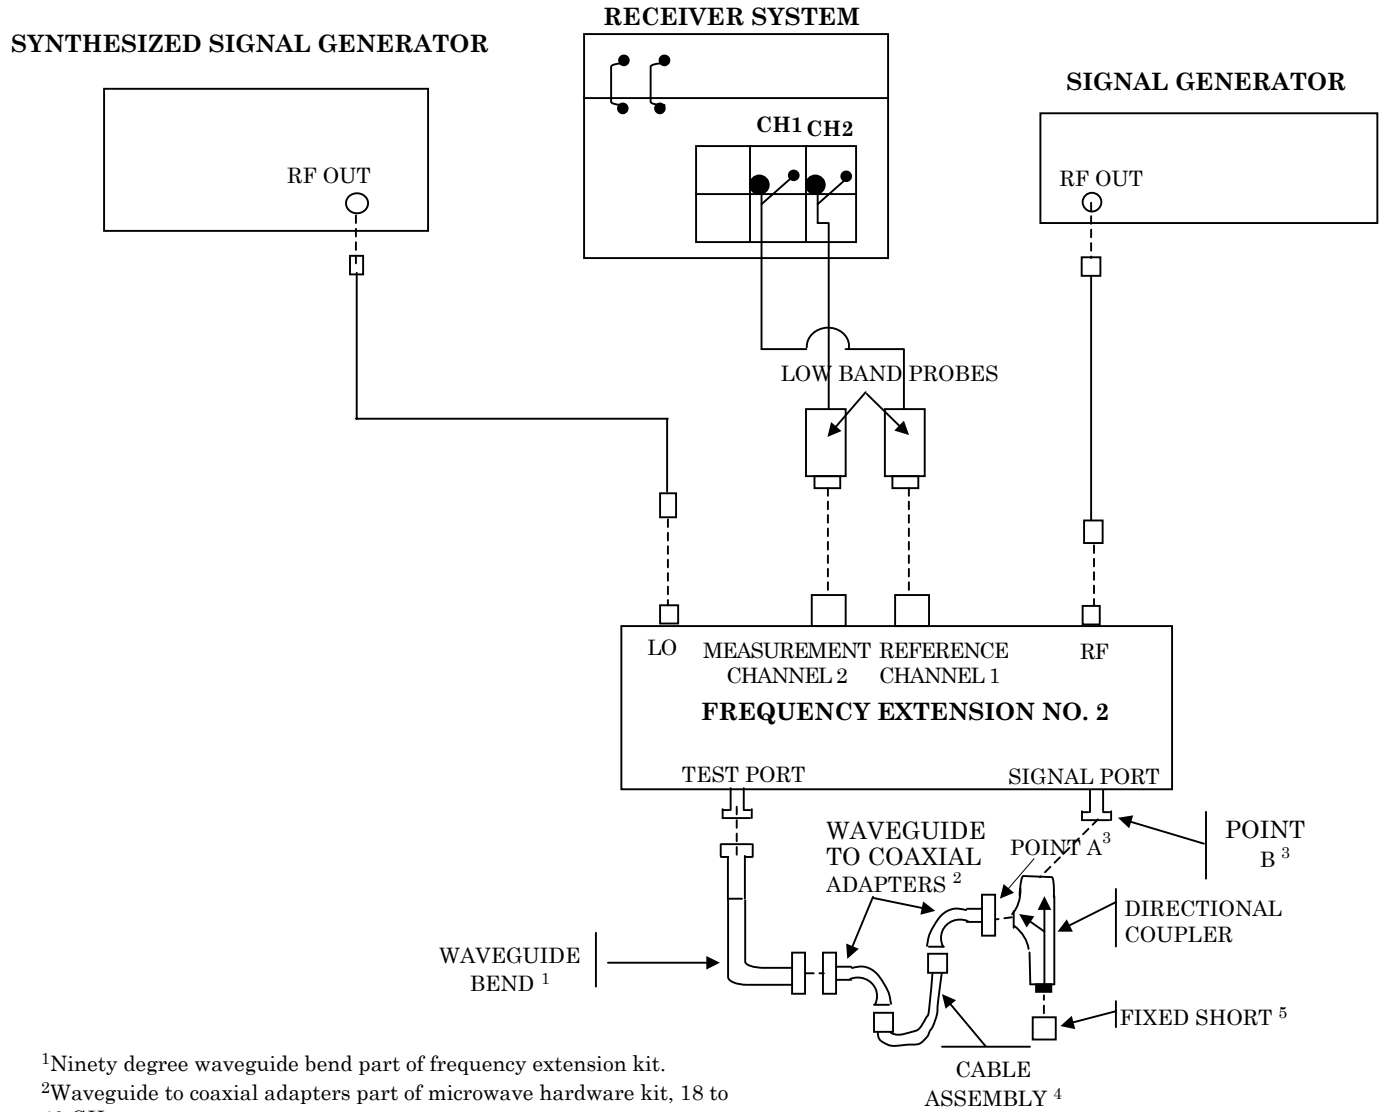 RECEIVER SYSTEM
SYNTHESIZED SIGNAL GENERATOR
SIGNAL GENERATOR
CH1 CH2
RF OUT
RF OUT
LOW BAND PROBES
LO
MEASUREMENT
CHANNEL 2
REFERENCE
CHANNEL 1
RF
FREQUENCY EXTENSION NO. 2
TEST PORT
SIGNAL PORT
WAVEGUIDE
TO COAXIAL
ADAPTERS 2
POINT A3
POINT
B 3
DIRECTIONAL
COUPLER
WAVEGUIDE
BEND 1
FIXED SHORT 5
CABLE
ASSEMBLY 4
1Ninety degree waveguide bend part of frequency extension kit.
2Waveguide to coaxial adapters part of microwave hardware kit, 18 to